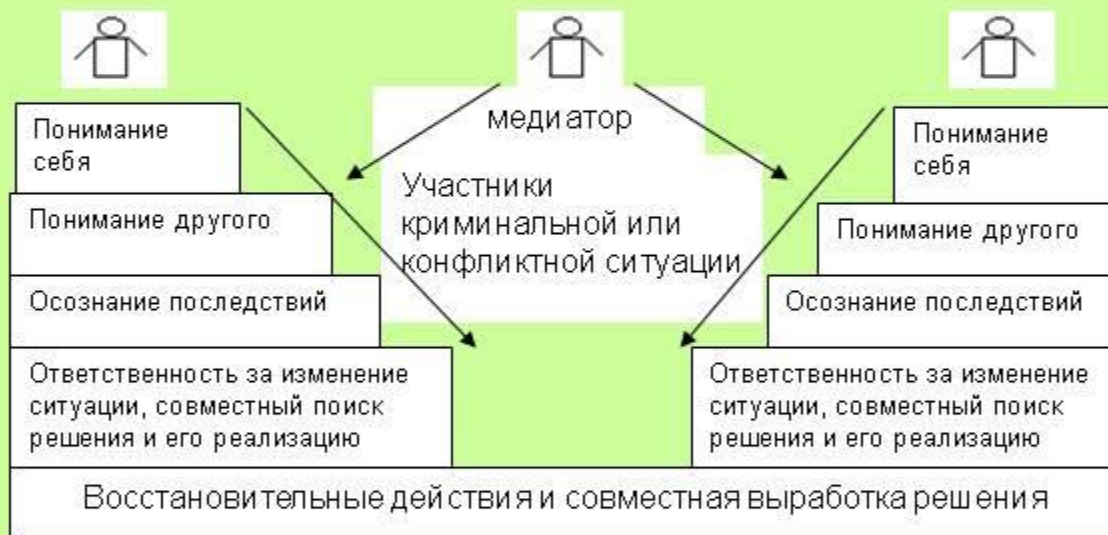 медиатор
Понимание
себя
Понимание
себя
Участники
криминальной или
конфликтной ситуации
Понимание другого
Понимание другого
Осознание последствий
Осознание последствий
Ответственность за изменение
ситуации, совместный поиск
решения и его реализацию
Ответственность за изменение
ситуации, совместный поиск
решения и его реализацию
Восстановительные действия и совместная выработка решения